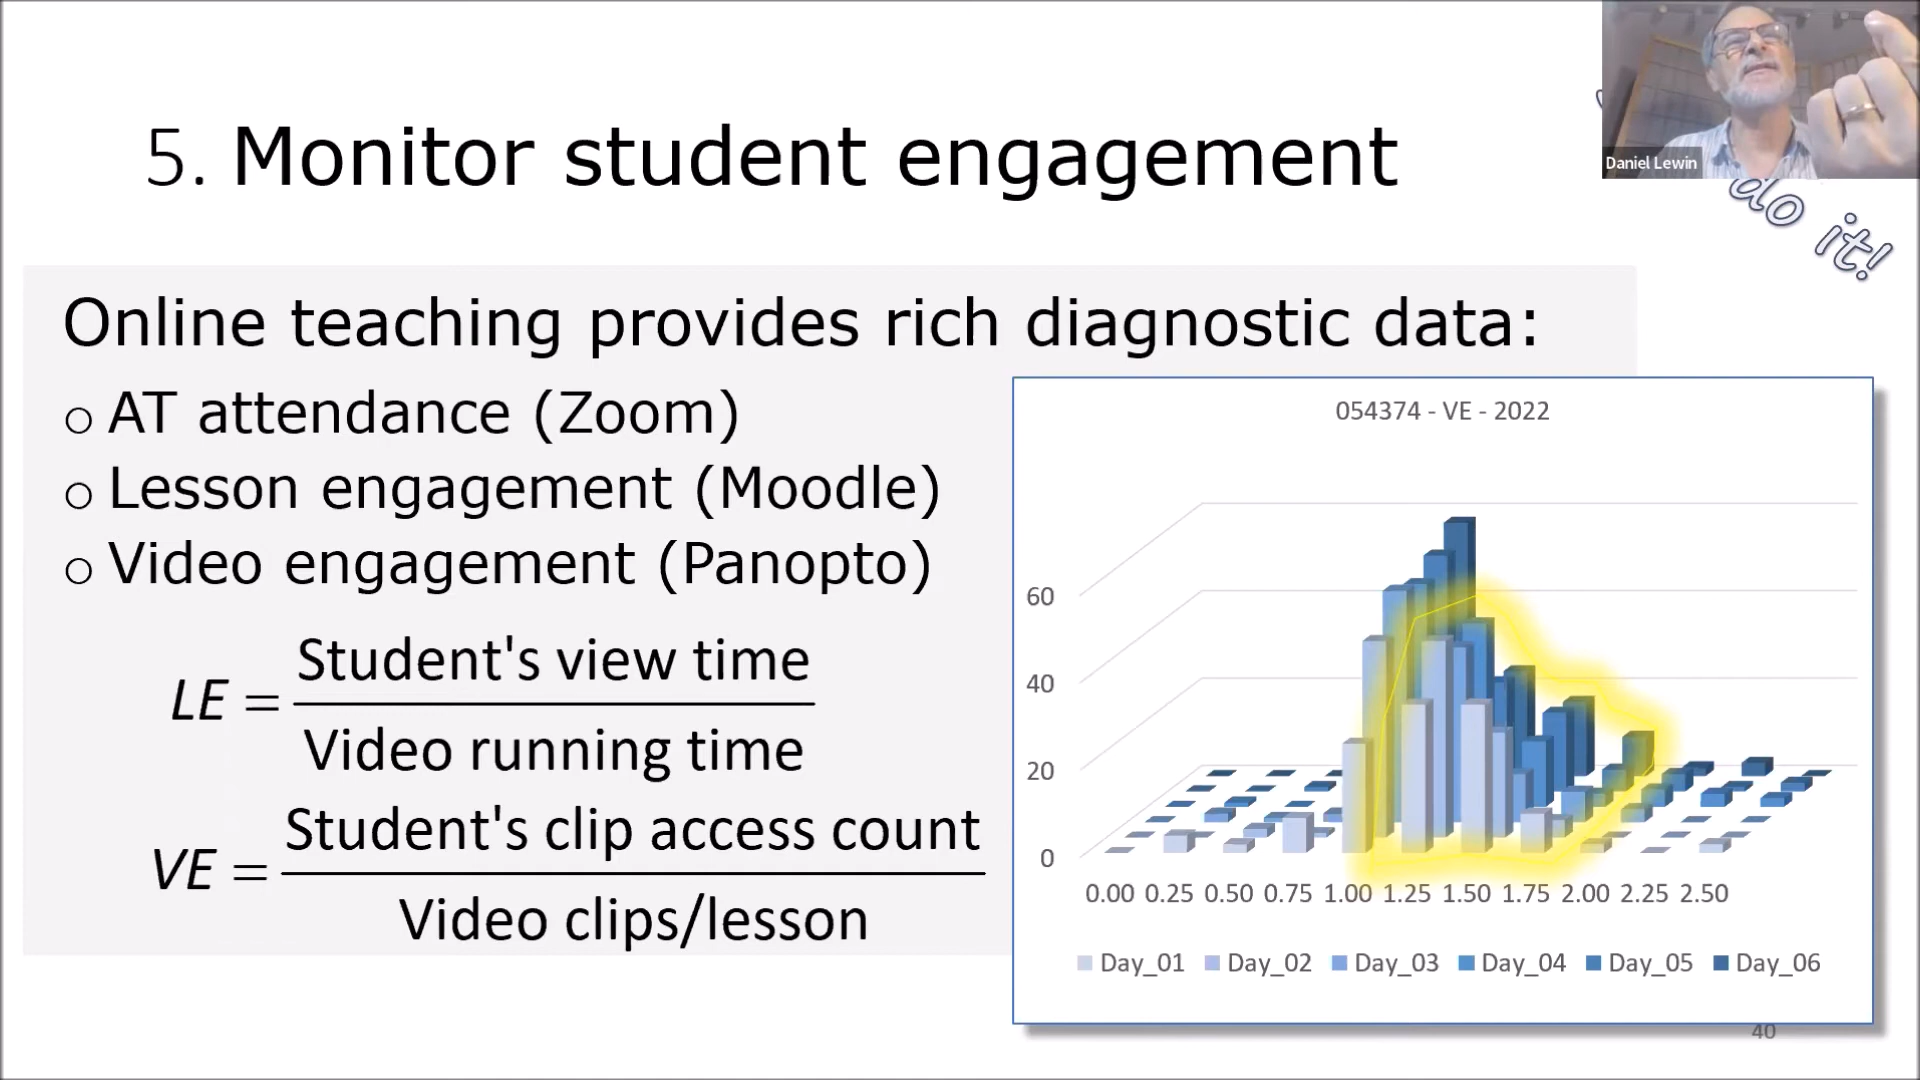 5. Monitor student engagement
Daniel Lewin
do it!
Online teaching provides rich diagnostic data:
o AT attendance (Zoom)
o Lesson engagement (Moodle)
o Video engagement (Panopto)
LE = Student's view time
Video running time
VE = Student's clip access count
Video clips/lesson
054374 - VE - 2022
60
40
20
0
0.00 0.25 0.50 0.75 1.00 1.25 1.50 1.75 2.00 2.25 2.50
Day_01 Day_02 Day_03 Day_04 Day_05 Day_06
40